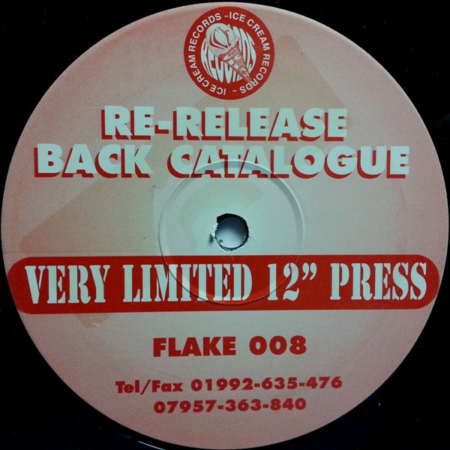 ICE CREAM RECORDS - ICE CREAM RECORDS -
RECORDS
RE-RELEASE
BACK CATALOGUE
VERY LIMITED 12" PRESS
FLAKE 008
Tel/Fax 01992-635-476
07957-363-840